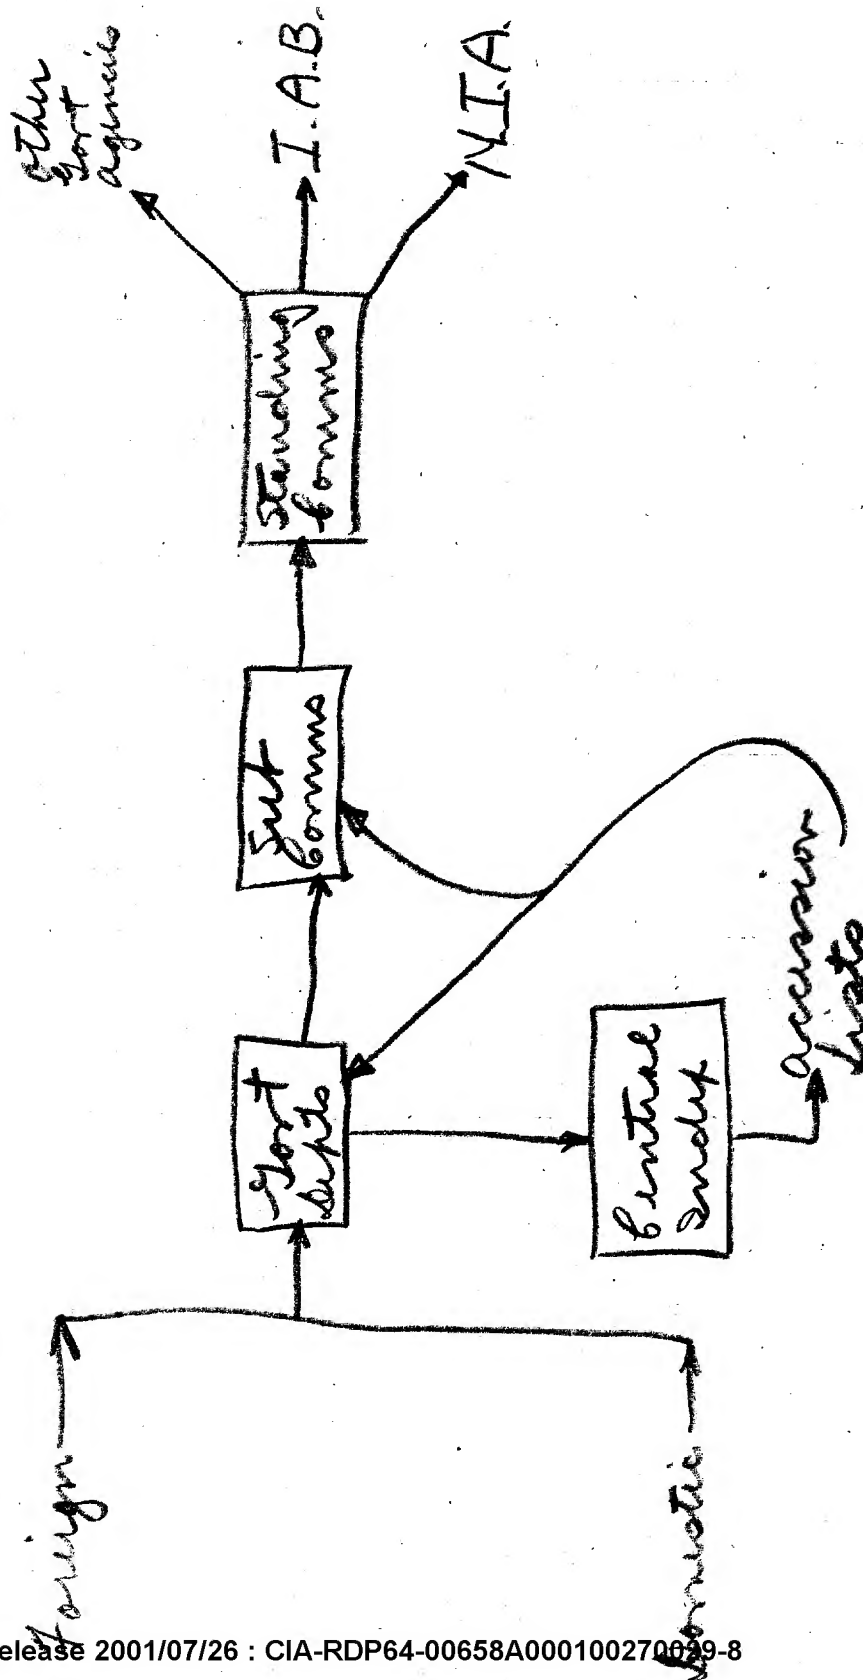 Foreign
Domestic
Govt
Depts
Central
Index
accession
lists
Sub
Comms
Standing
Comms
other
Govt
agencies
I.A.B.
N.I.A.
elease 2001/07/26 : CIA-RDP64-00658A000100270029-8